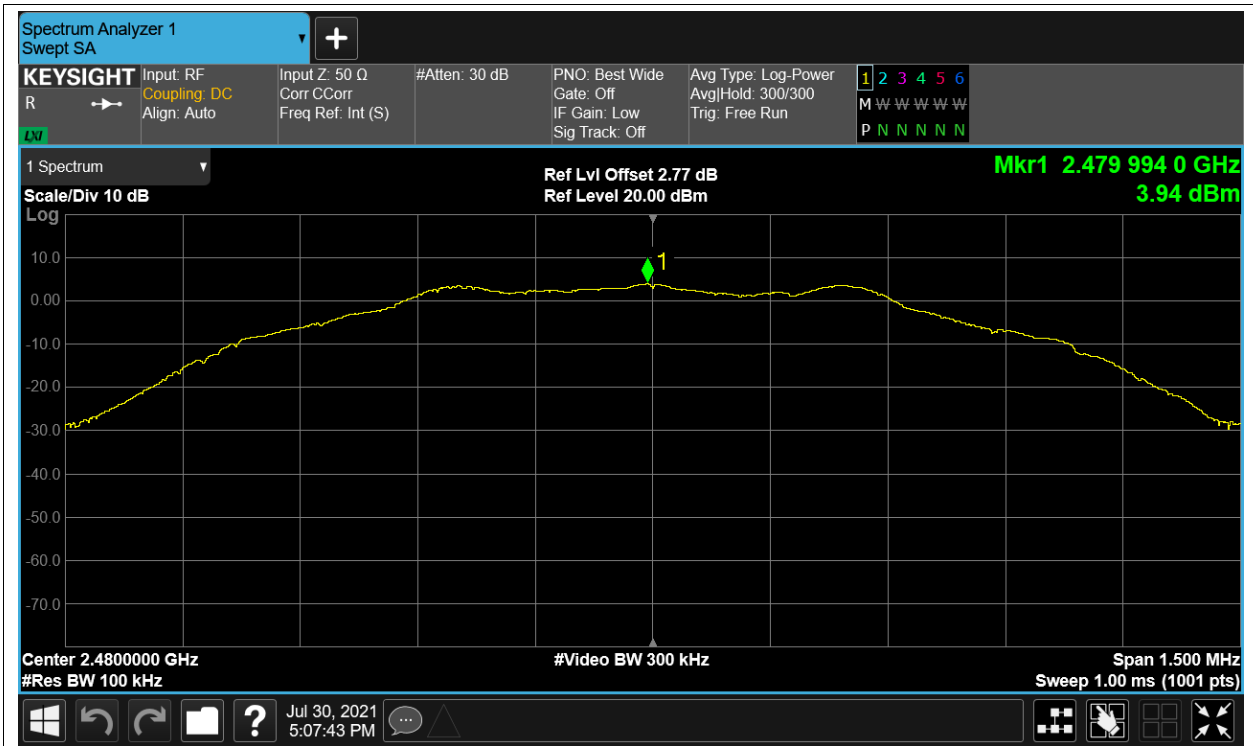 Spectrum Analyzer 1
Swept SA
+
KEYSIGHT Input: RF Input Z: 50 Ω #Atten: 30 dB PNO: Best Wide Avg Type: Log-Power 1 2 3 4 5 6
R Coupling: DC Corr CCorr Gate: Off Avg|Hold: 300/300 M W W W W W
Align: Auto Freq Ref: Int (S) IF Gain: Low Trig: Free Run
LXI Sig Track: Off P N N N N N
1 Spectrum Ref Lvl Offset 2.77 dB Mkr1 2.479 994 0 GHz
Scale/Div 10 dB Ref Level 20.00 dBm 3.94 dBm
Log
10.0
1
0.00
-10.0
-20.0
-30.0
-40.0
-50.0
-60.0
-70.0
Center 2.4800000 GHz #Video BW 300 kHz Span 1.500 MHz
#Res BW 100 kHz Sweep 1.00 ms (1001 pts)
? Jul 30, 2021
5:07:43 PM